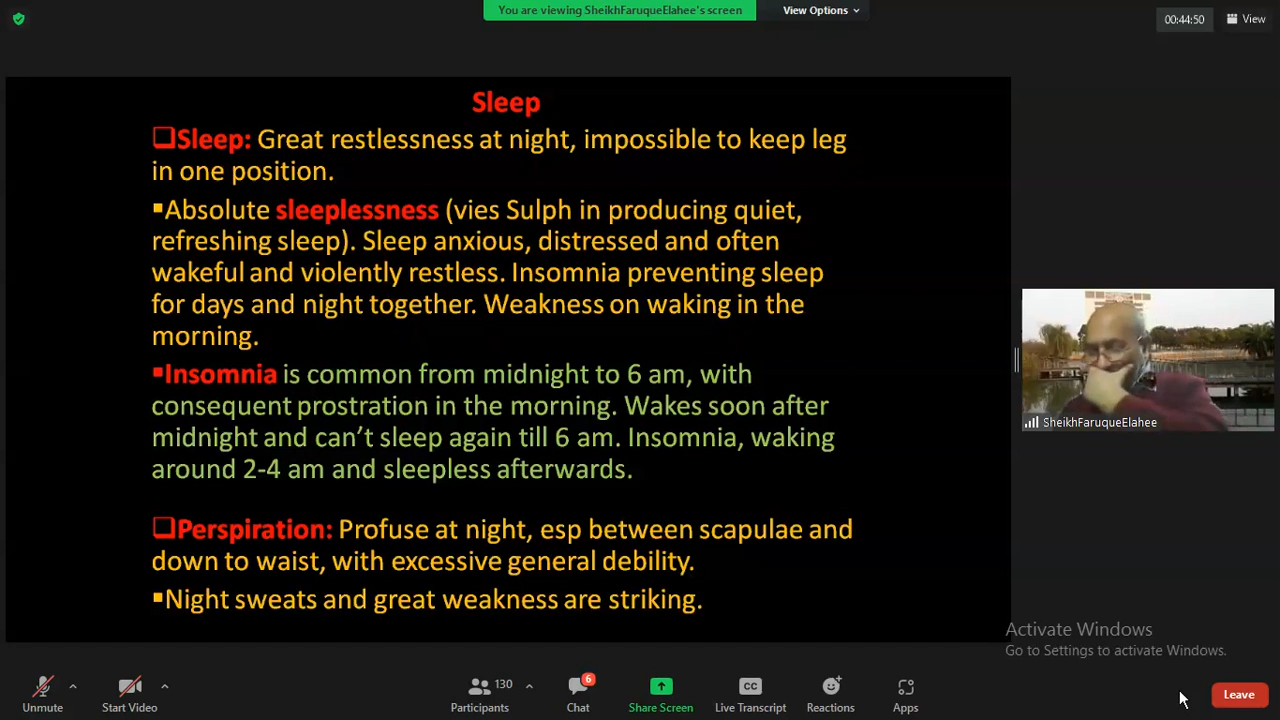 You are viewing SheikhFaruqueElahee's screen
View Options
00:44:50
View
Sleep
Sleep: Great restlessness at night, impossible to keep leg
in one position.
Absolute sleeplessness (vies Sulph in producing quiet,
refreshing sleep). Sleep anxious, distressed and often
wakeful and violently restless. Insomnia preventing sleep
for days and night together. Weakness on waking in the
morning.
Insomnia is common from midnight to 6 am, with
consequent prostration in the morning. Wakes soon after
midnight and can't sleep again till 6 am. Insomnia, waking
around 2-4 am and sleepless afterwards.
Perspiration: Profuse at night, esp between scapulae and
down to waist, with excessive general debility.
Night sweats and great weakness are striking.
SheikhFaruqueElahee
Activate Windows
Go to Settings to activate Windows.
Unmute
Start Video
130
Participants
6
Chat
Share Screen
CC
Live Transcript
Reactions
Apps
Leave